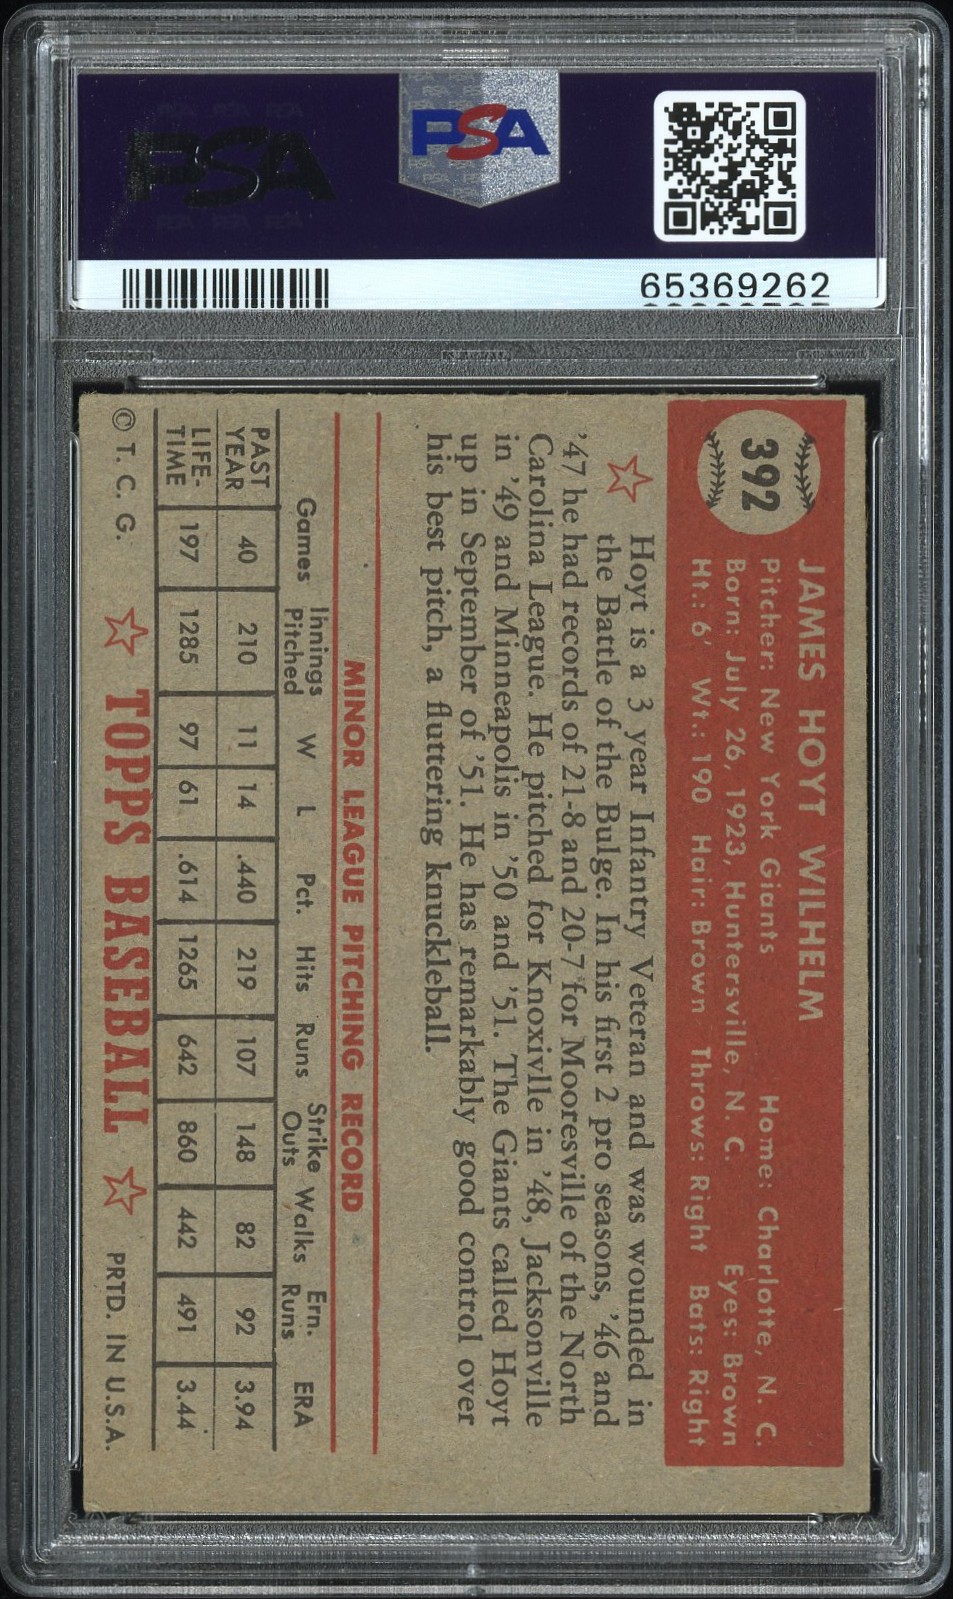 PSA
PSA
65369262
392
JAMES HOYT WILHELM
Pitcher: New York Giants Home: Charlotte, N. C.
Born: July 26, 1923, Huntersville, N. C. Eyes: Brown
Ht.: 6' Wt.: 190 Hair: Brown Throws: Right Bats: Right
Hoyt is a 3 year Infantry Veteran and was wounded in
the Battle of the Bulge. In his first 2 pro seasons, '46 and
'47 he had records of 21-8 and 20-7 for Mooresville of the North
Carolina League. He pitched for Knoxivlle in '48, Jacksonville
in '49 and Minneapolis in '50 and '51. The Giants called Hoyt
up in September of '51. He has remarkably good control over
his best pitch, a fluttering knuckleball.
MINOR LEAGUE PITCHING RECORD
Games Innings Pitched W L Pct. Hits Runs Strike Outs Walks Ern. Runs ERA
PAST YEAR 40 210 11 14 .440 219 107 148 82 92 3.94
LIFE-TIME 197 1285 97 61 .614 1265 642 860 442 491 3.44
© T. C. G. TOPPS BASEBALL PRTD. IN U.S.A.